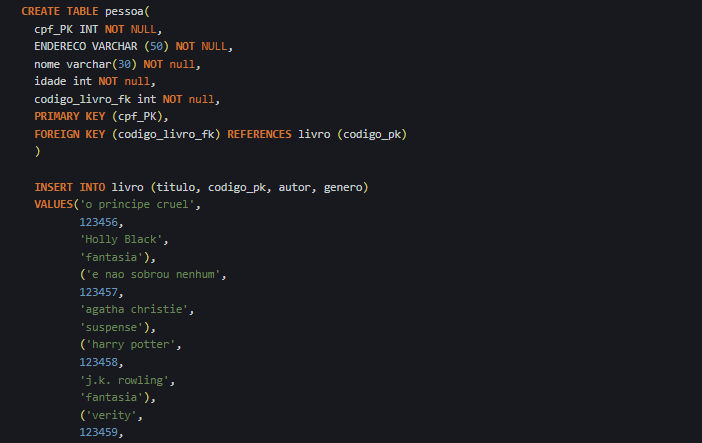 CREATE TABLE pessoa(
cpf_PK INT NOT NULL,
ENDERECO VARCHAR (50) NOT NULL,
nome varchar(30) NOT null,
idade int NOT null,
codigo_livro_fk int NOT null,
PRIMARY KEY (cpf_PK),
FOREIGN KEY (codigo_livro_fk) REFERENCES livro (codigo_pk)
)
INSERT INTO livro (titulo, codigo_pk, autor, genero)
VALUES('o principe cruel',
123456,
'Holly Black',
'fantasia'),
('e nao sobrou nenhum',
123457,
'agatha christie',
'suspense'),
('harry potter',
123458,
'j.k. rowling',
'fantasia'),
('verity',
123459,